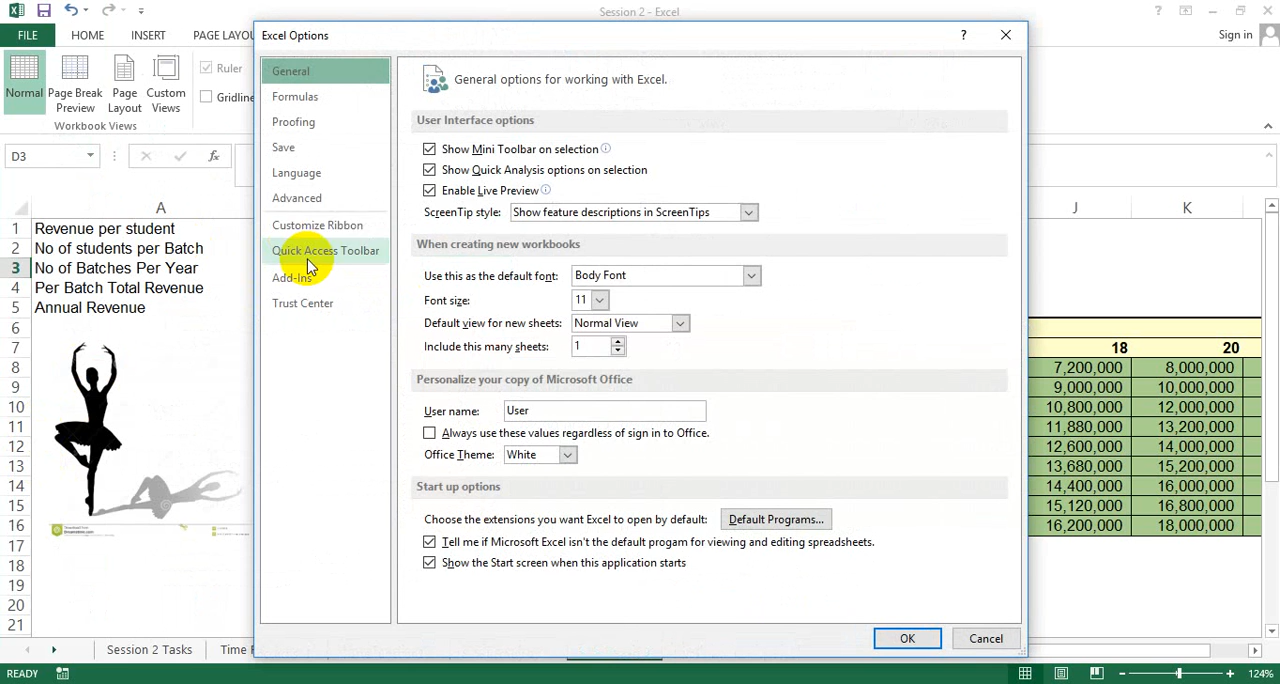 Session 2 - Excel
?
FILE
HOME
INSERT
PAGE LAYOU
Sign in
Normal
Page Break Preview
Page Layout
Custom Views
Ruler
Gridline
Workbook Views
D3
fx
Excel Options
?
General
Formulas
Proofing
Save
Language
Advanced
Customize Ribbon
Quick Access Toolbar
Add-Ins
Trust Center
General options for working with Excel.
User Interface options
Show Mini Toolbar on selection
Show Quick Analysis options on selection
Enable Live Preview
ScreenTip style: Show feature descriptions in ScreenTips
When creating new workbooks
Use this as the default font: Body Font
Font size: 11
Default view for new sheets: Normal View
Include this many sheets: 1
Personalize your copy of Microsoft Office
User name: User
Always use these values regardless of sign in to Office.
Office Theme: White
Start up options
Choose the extensions you want Excel to open by default: Default Programs...
Tell me if Microsoft Excel isn't the default progam for viewing and editing spreadsheets.
Show the Start screen when this application starts
OK
Cancel
A
J
K
1 Revenue per student
2 No of students per Batch
3 No of Batches Per Year
4 Per Batch Total Revenue
5 Annual Revenue
6
7 18 20
8 7,200,000 8,000,000
9 9,000,000 10,000,000
10 10,800,000 12,000,000
11 11,880,000 13,200,000
12 12,600,000 14,000,000
13 13,680,000 15,200,000
14 14,400,000 16,000,000
15 15,120,000 16,800,000
16 16,200,000 18,000,000
17
18
19
20
21
Session 2 Tasks
Time
READY
124%